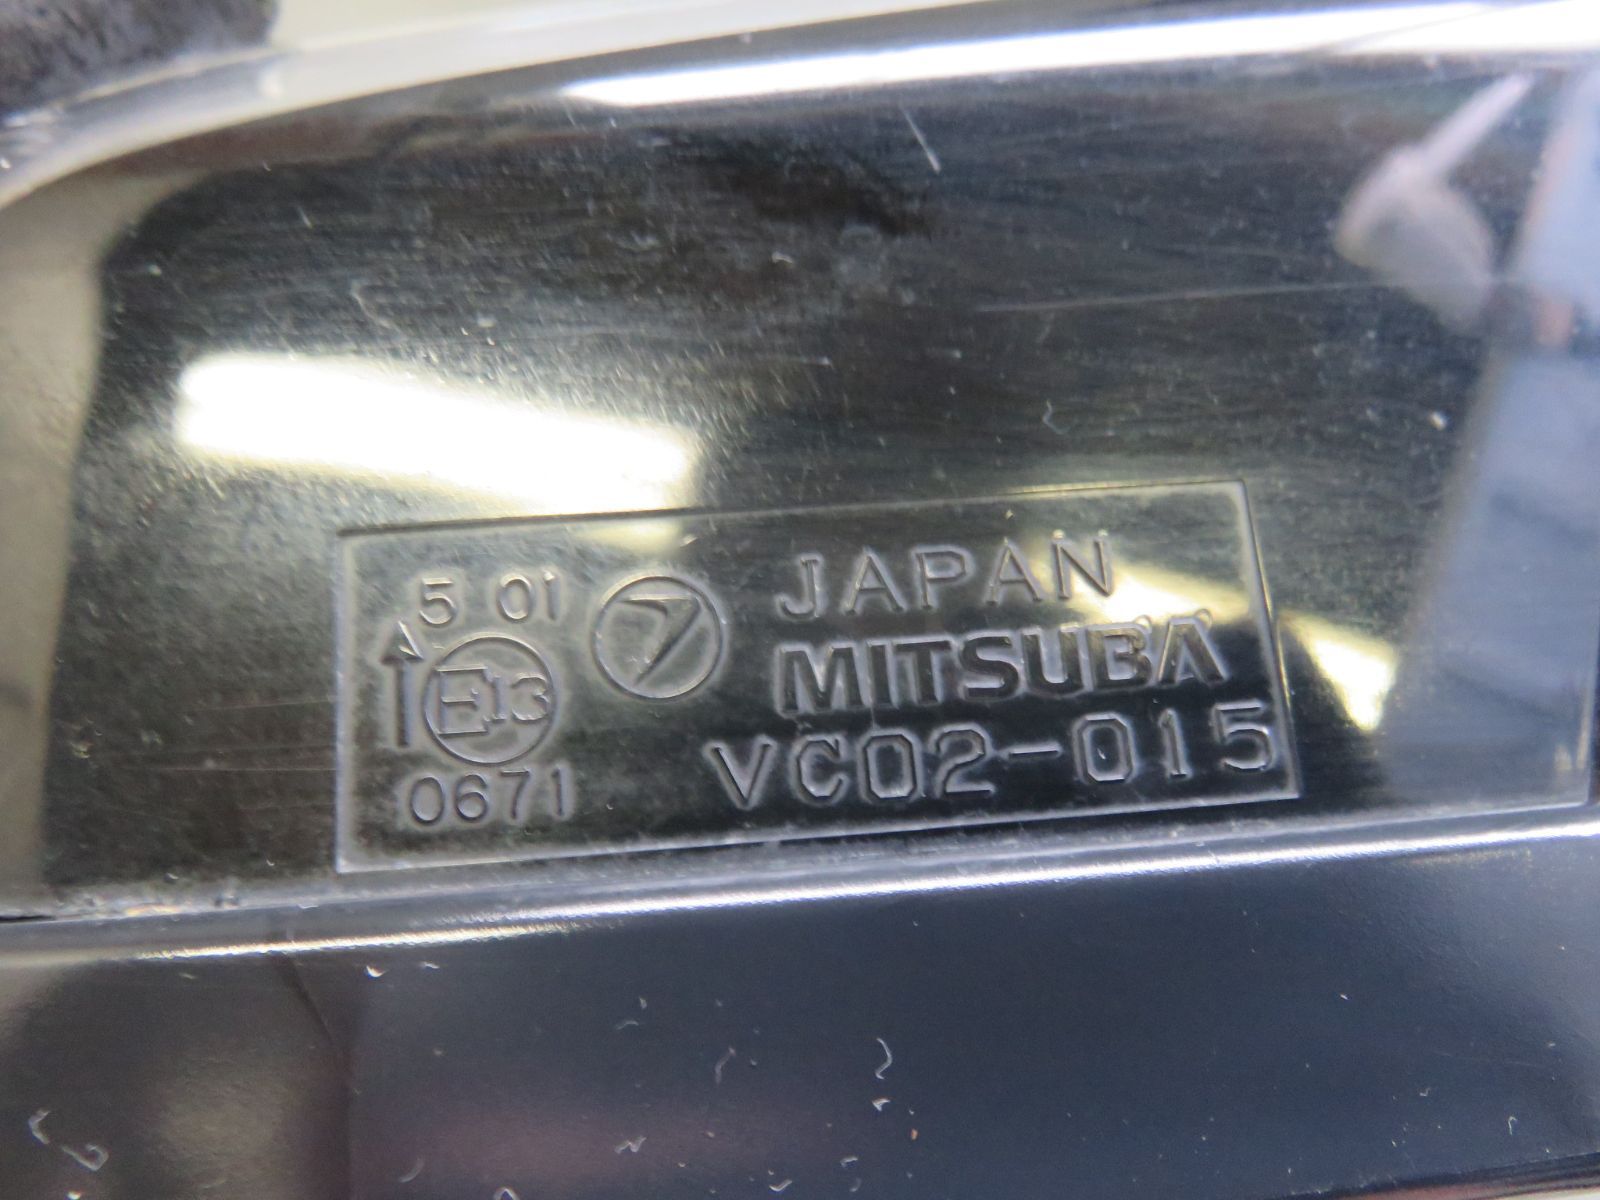 5 01
E13
0671
JAPAN
MITSUBA
VC02-015